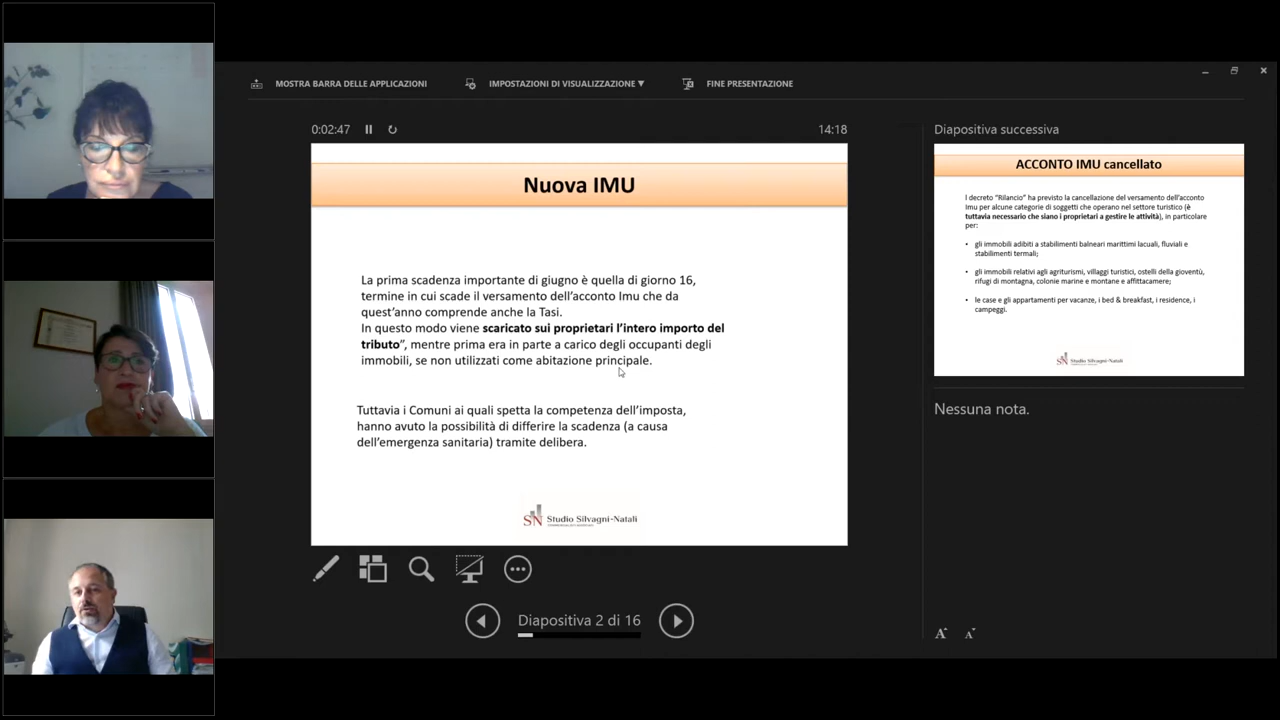 MOSTRA BARRA DELLE APPLICAZIONI
IMPOSTAZIONI DI VISUALIZZAZIONE ▼
FINE PRESENTAZIONE
0:02:47
14:18
Nuova IMU
La prima scadenza importante di giugno è quella di giorno 16,
termine in cui scade il versamento dell'acconto Imu che da
quest'anno comprende anche la Tasi.
In questo modo viene scaricato sui proprietari l'intero importo del
tributo", mentre prima era in parte a carico degli occupanti degli
immobili, se non utilizzati come abitazione principale.
Tuttavia i Comuni ai quali spetta la competenza dell'imposta,
hanno avuto la possibilità di differire la scadenza (a causa
dell'emergenza sanitaria) tramite delibera.
SN Studio Silvagni-Natali
Diapositiva 2 di 16
Diapositiva successiva
ACCONTO IMU cancellato
l decreto "Rilancio" ha previsto la cancellazione del versamento dell'acconto
Imu per alcune categorie di soggetti che operano nel settore turistico (è
tuttavia necessario che siano i proprietari a gestire le attività), in particolare
per:
• gli immobili adibiti a stabilimenti balneari marittimi lacuali, fluviali e
stabilimenti termali;
• gli immobili relativi agli agriturismi, villaggi turistici, ostelli della gioventù,
rifugi di montagna, colonie marine e montane e affittacamere;
• le case e gli appartamenti per vacanze, i bed & breakfast, i residence, i
campeggi.
SN Studio Silvagni-Natali
Nessuna nota.
A A